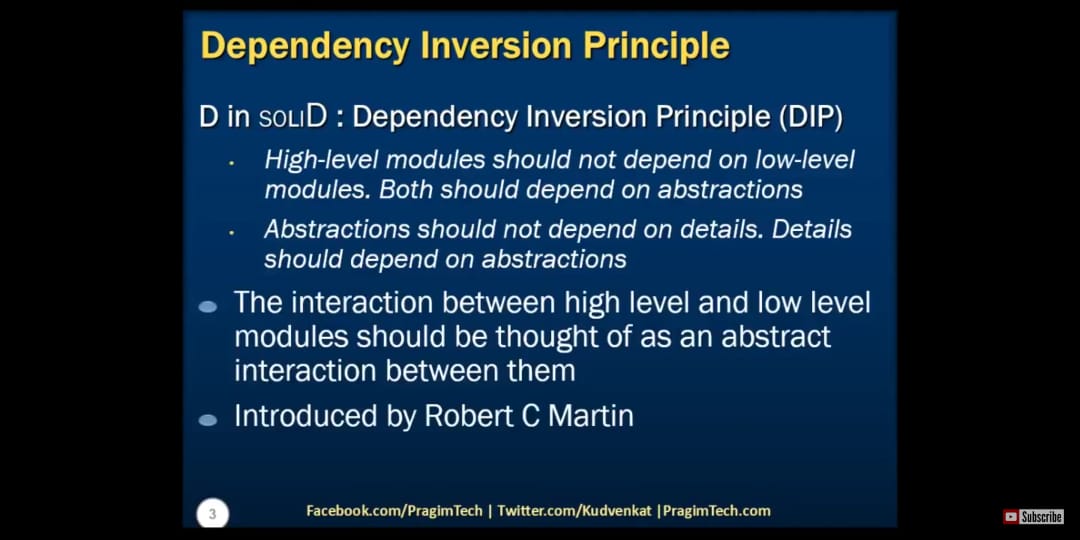 Dependency Inversion Principle
D in SOLID : Dependency Inversion Principle (DIP)
High-level modules should not depend on low-level
modules. Both should depend on abstractions
Abstractions should not depend on details. Details
should depend on abstractions
The interaction between high level and low level
modules should be thought of as an abstract
interaction between them
Introduced by Robert C Martin
3
Facebook.com/PragimTech | Twitter.com/Kudvenkat |PragimTech.com
Subscribe